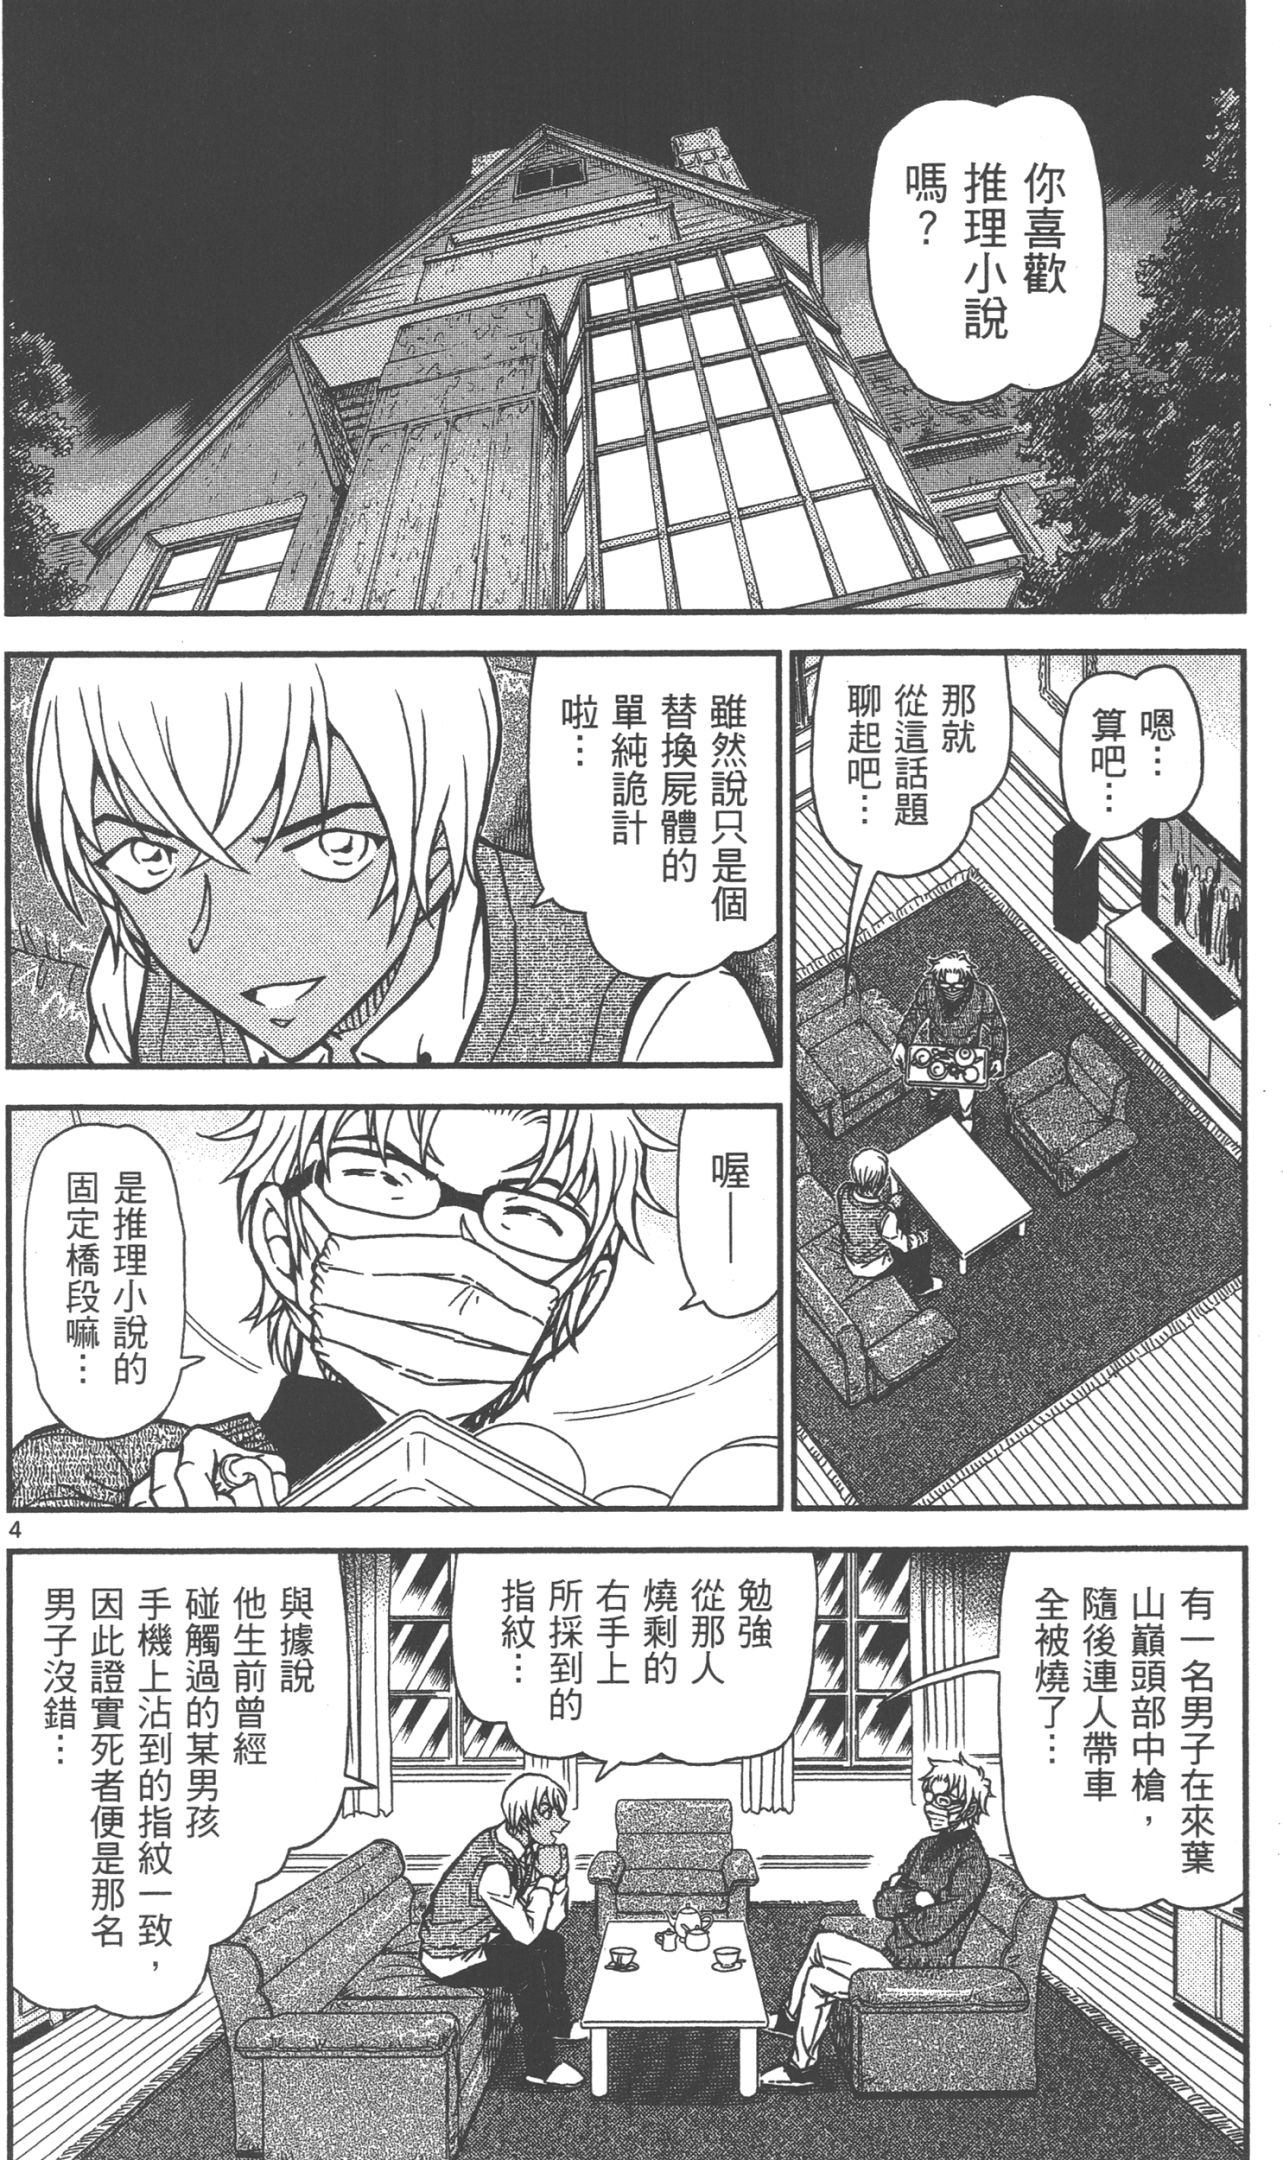 你喜歡
推理小說
嗎？
嗯…
算吧…
那就
從這話題
聊起吧…
雖然說只是個
替換屍體的
單純詭計
啦…
喔——
是推理小說的
固定橋段嘛…
4
有一名男子在來葉
山巔頭部中槍，
隨後連人帶車
全被燒了…
勉強
從那人
燒剩的
右手上
所採到的
指紋…
與據說
他生前曾經
碰觸過的某男孩
手機上沾到的指紋一致，
因此證實死者便是那名
男子沒錯…